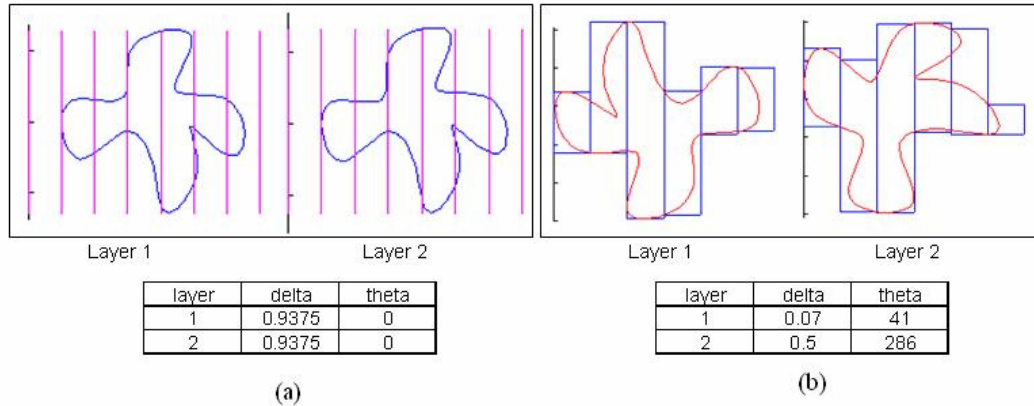 Layer 1
Layer 2
layer delta theta
1 0.9375 0
2 0.9375 0
(a)
Layer 1
Layer 2
layer delta theta
1 0.07 41
2 0.5 286
(b)